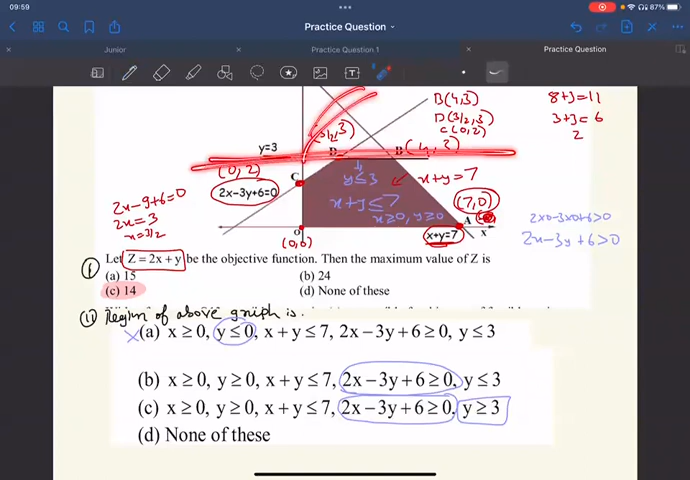 09:59
87%
Practice Question
Junior
Practice Question 1
Practice Question
B(4,3)
D(3/2,3)
C(0,2)
8+3=11
3+3=6
2
(3/2,3)
y=3
D
B
(4,3)
(0,2)
C
2x-3y+6=0
y≤3
x+y=7
x+y≤7
x≥0, y≥0
(7,0)
A
x
x+y=7
O
(0,0)
2x-9+6=0
2x=3
x=3/2
2x0-3x0+6>0
2x-3y+6>0
(i) Let Z = 2x + y be the objective function. Then the maximum value of Z is
(a) 15 (b) 24
(c) 14 (d) None of these
(ii) Region of above graph is.
x(a) x ≥ 0, y ≤ 0, x + y ≤ 7, 2x − 3y + 6 ≥ 0, y ≤ 3
(b) x ≥ 0, y ≥ 0, x + y ≤ 7, 2x − 3y + 6 ≥ 0, y ≤ 3
(c) x ≥ 0, y ≥ 0, x + y ≤ 7, 2x − 3y + 6 ≥ 0, y ≥ 3
(d) None of these